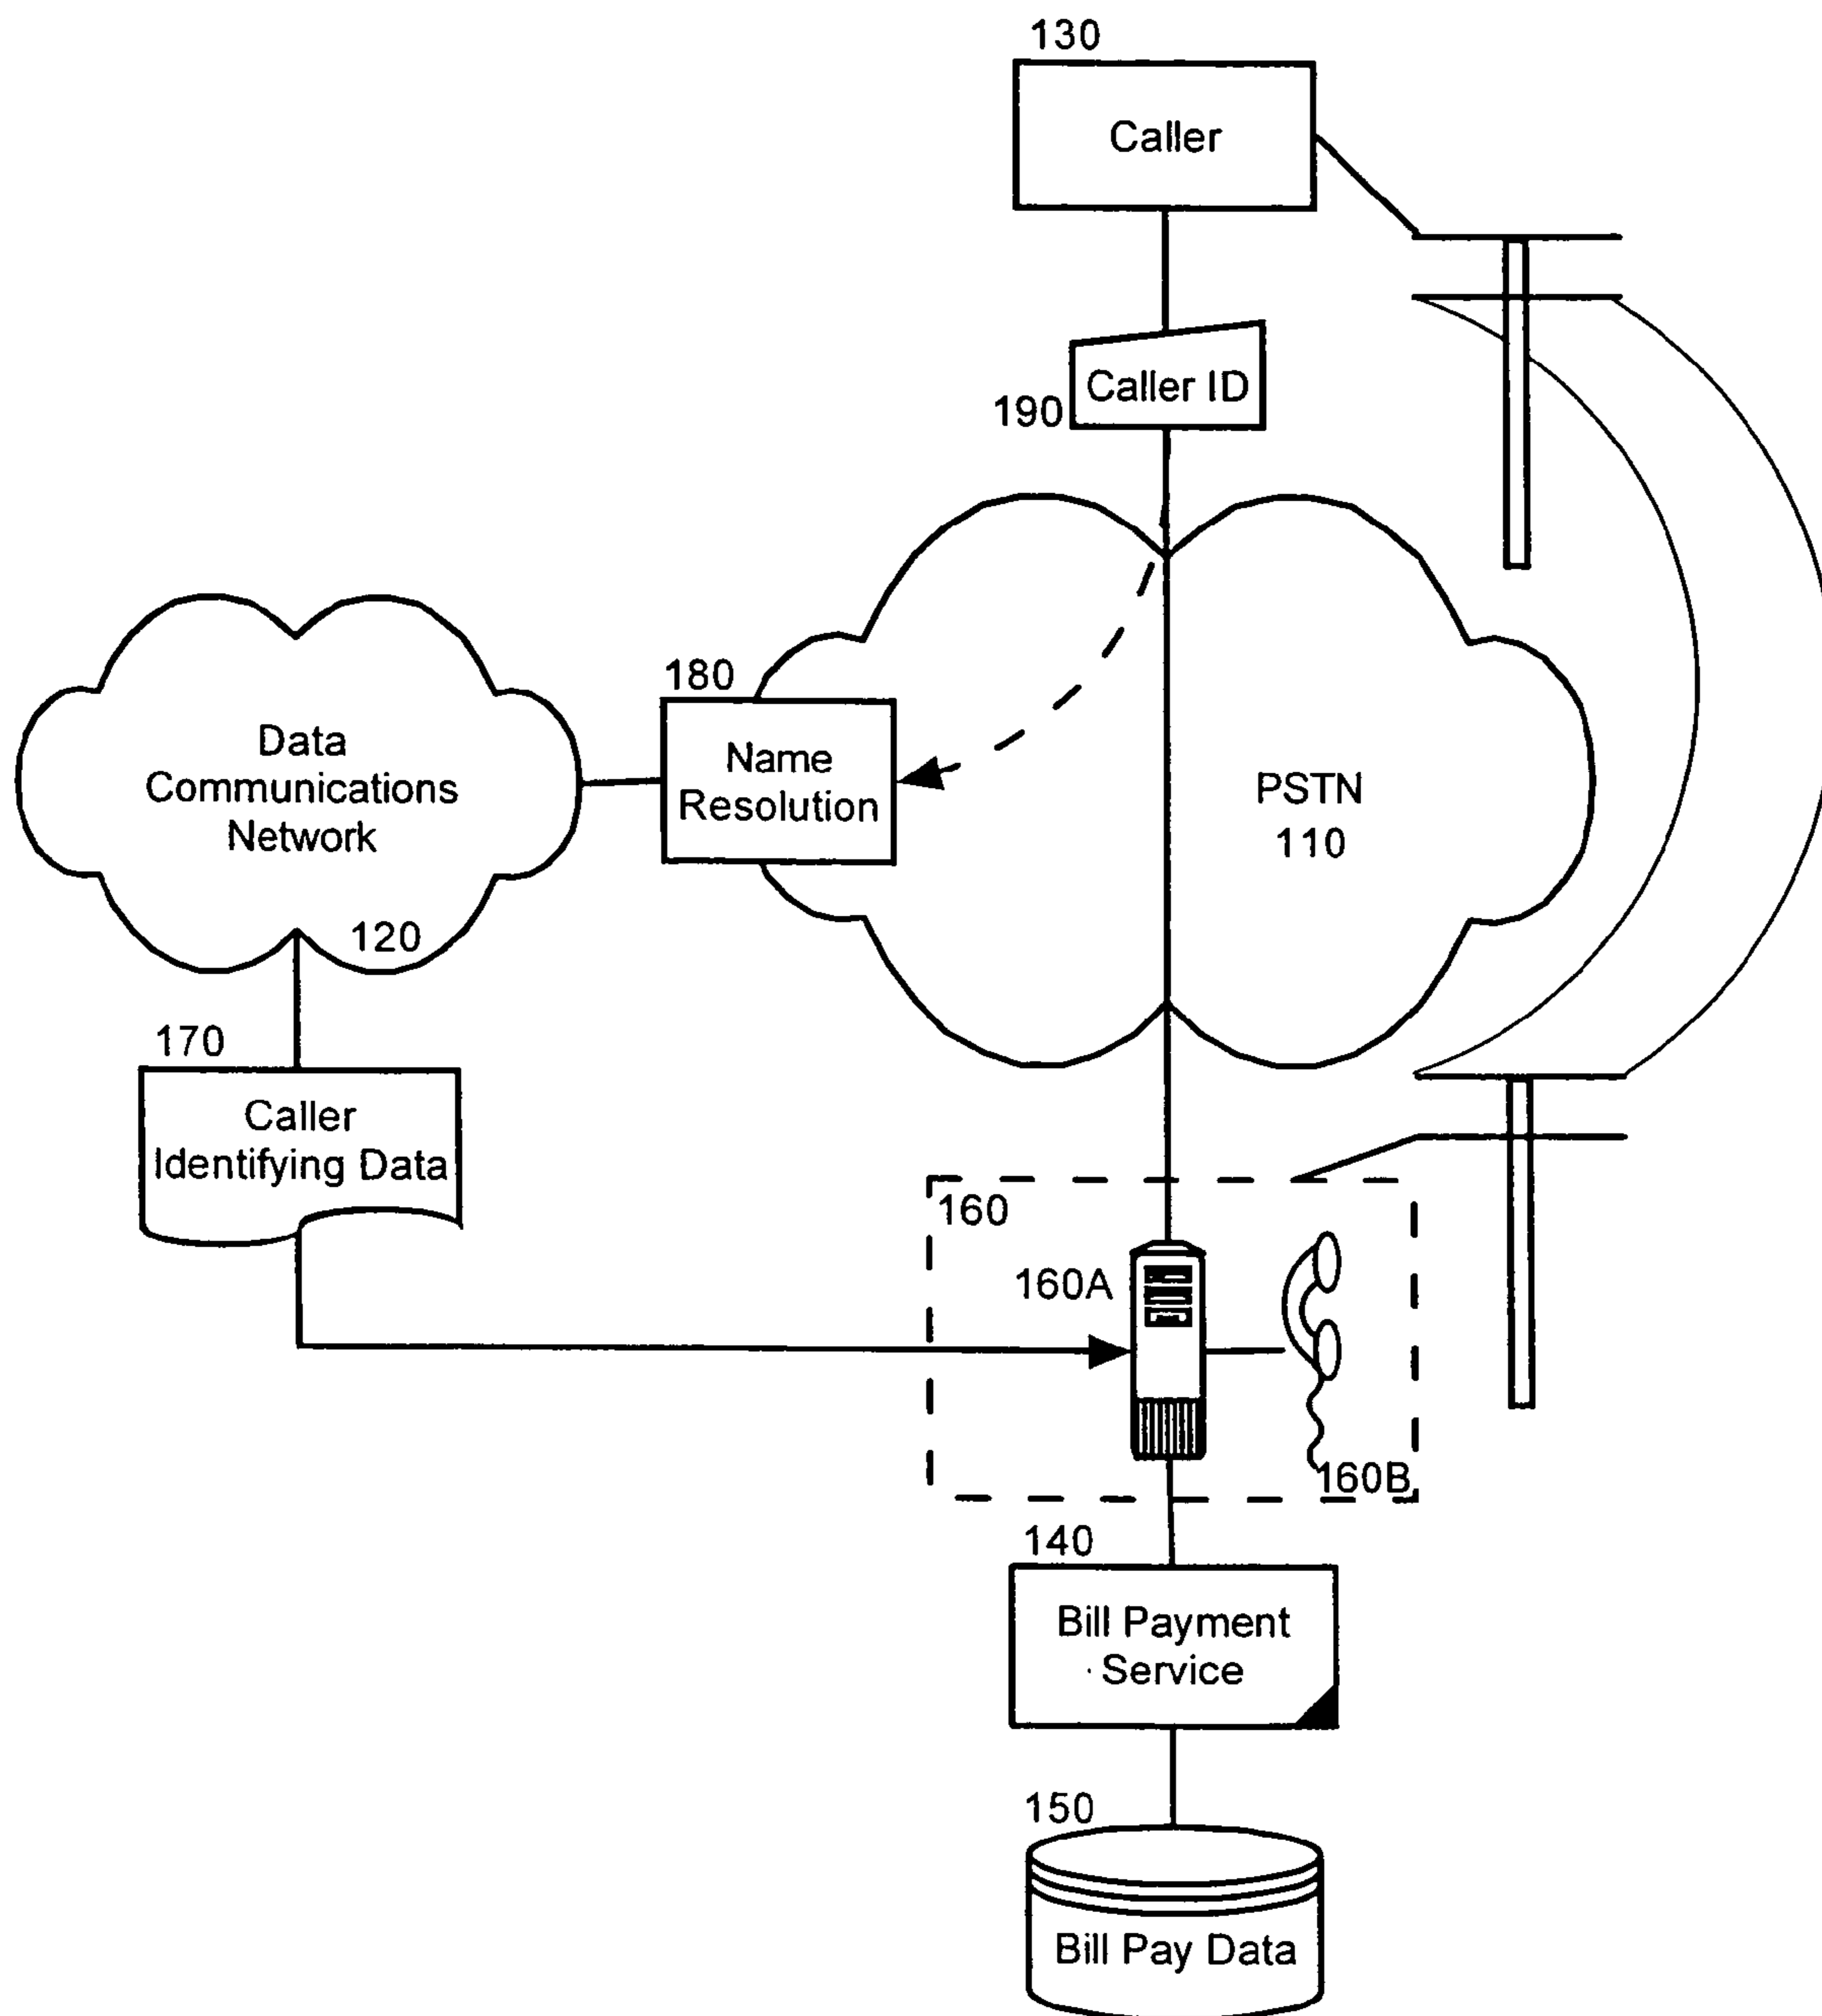 130
Caller
Caller ID
190
180
Name
Resolution
Data
Communications
Network
120
PSTN
110
170
Caller
Identifying Data
160
160A
160B
140
Bill Payment
Service
150
Bill Pay Data